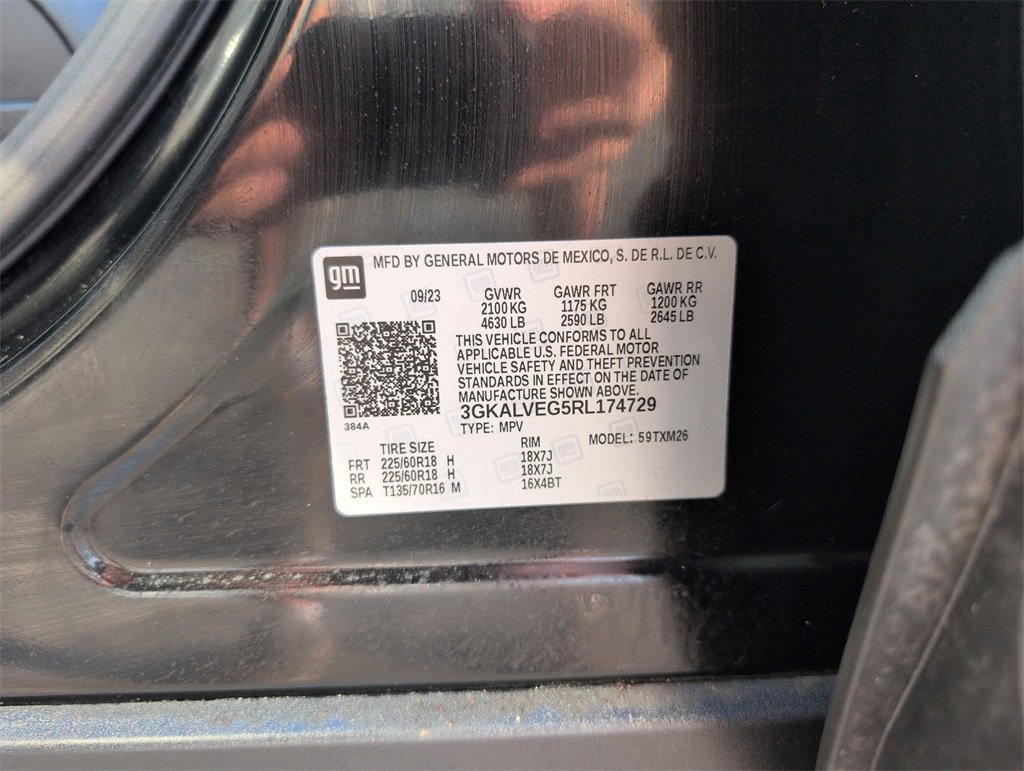 gm MFD BY GENERAL MOTORS DE MEXICO, S. DE R.L. DE C.V.
09/23 GVWR GAWR FRT GAWR RR
2100 KG 1175 KG 1200 KG
4630 LB 2590 LB 2645 LB
THIS VEHICLE CONFORMS TO ALL
APPLICABLE U.S. FEDERAL MOTOR
VEHICLE SAFETY AND THEFT PREVENTION
STANDARDS IN EFFECT ON THE DATE OF
MANUFACTURE SHOWN ABOVE.
3GKALVEG5RL174729
384A
TYPE: MPV MODEL: 59TXM26
TIRE SIZE RIM
FRT 225/60R18 H 18X7J
RR 225/60R18 H 18X7J
SPA T135/70R16 M 16X4BT